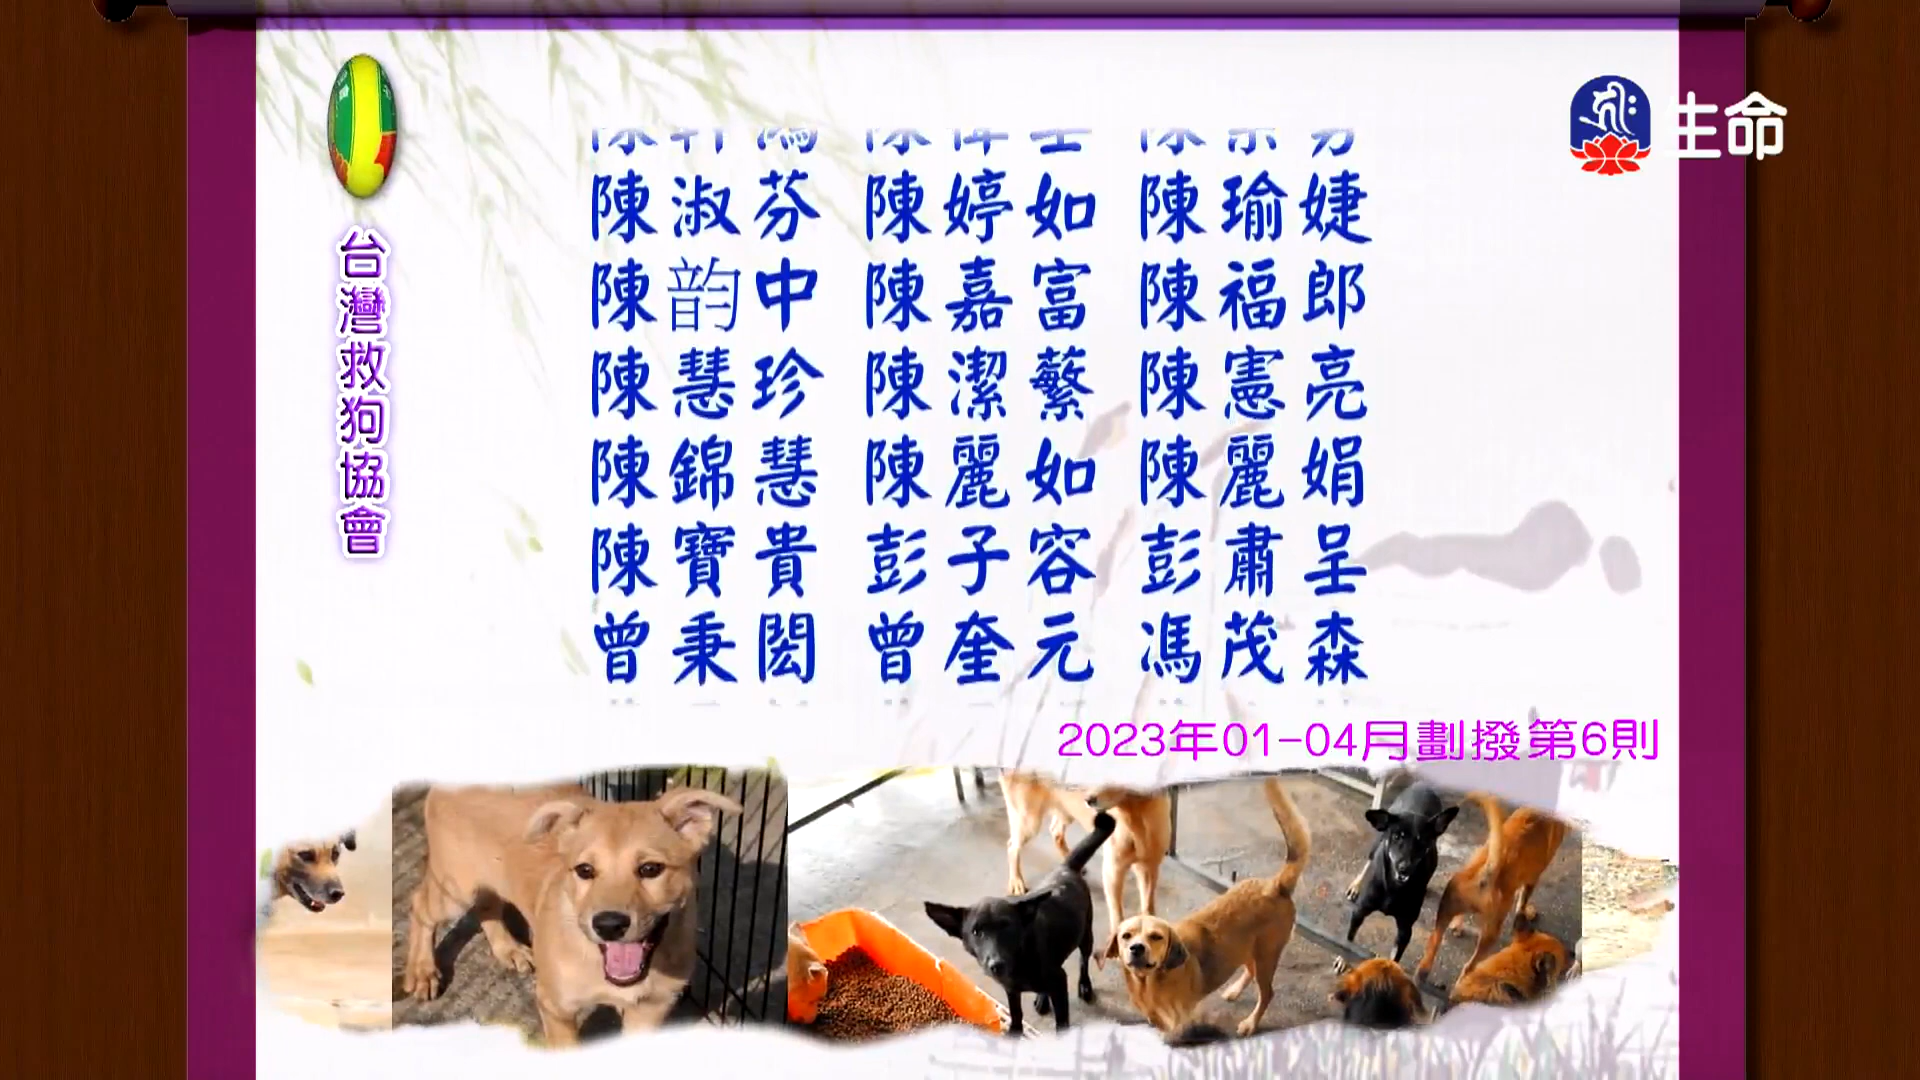 生命
台灣救狗協會
陳淑芬 陳婷如 陳瑜婕
陳韵中 陳嘉富 陳福郎
陳慧珍 陳潔蘩 陳憲亮
陳錦慧 陳麗如 陳麗娟
陳寶貴 彭子容 彭肅呈
曾秉閎 曾奎元 馮茂森
2023年01-04月劃撥第6則